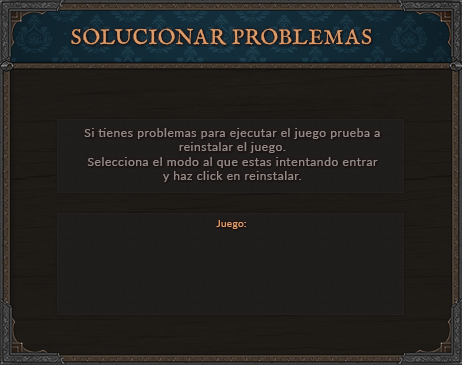 SOLUCIONAR PROBLEMAS
Si tienes problemas para ejecutar el juego prueba a
reinstalar el juego.
Selecciona el modo al que estas intentando entrar
y haz click en reinstalar.
Juego: